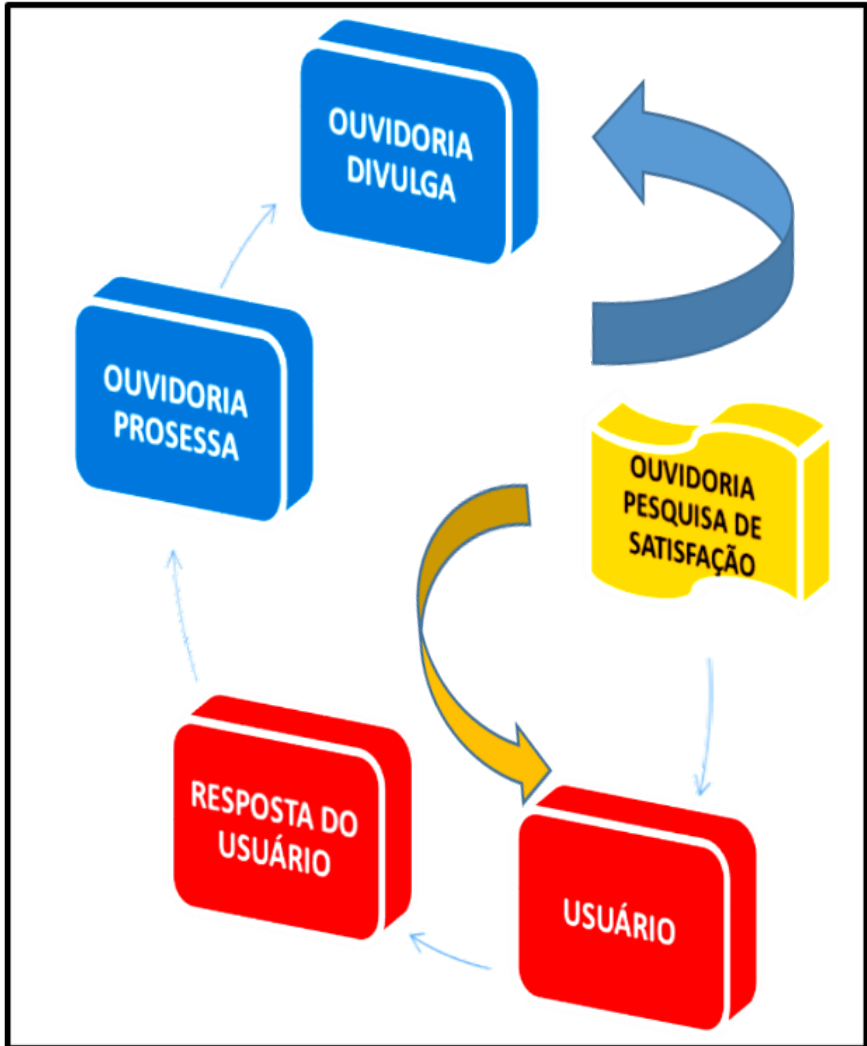 OUVIDORIA
DIVULGA
OUVIDORIA
PROSESSA
OUVIDORIA
PESQUISA DE
SATISFAÇÃO
RESPOSTA DO
USUÁRIO
USUÁRIO